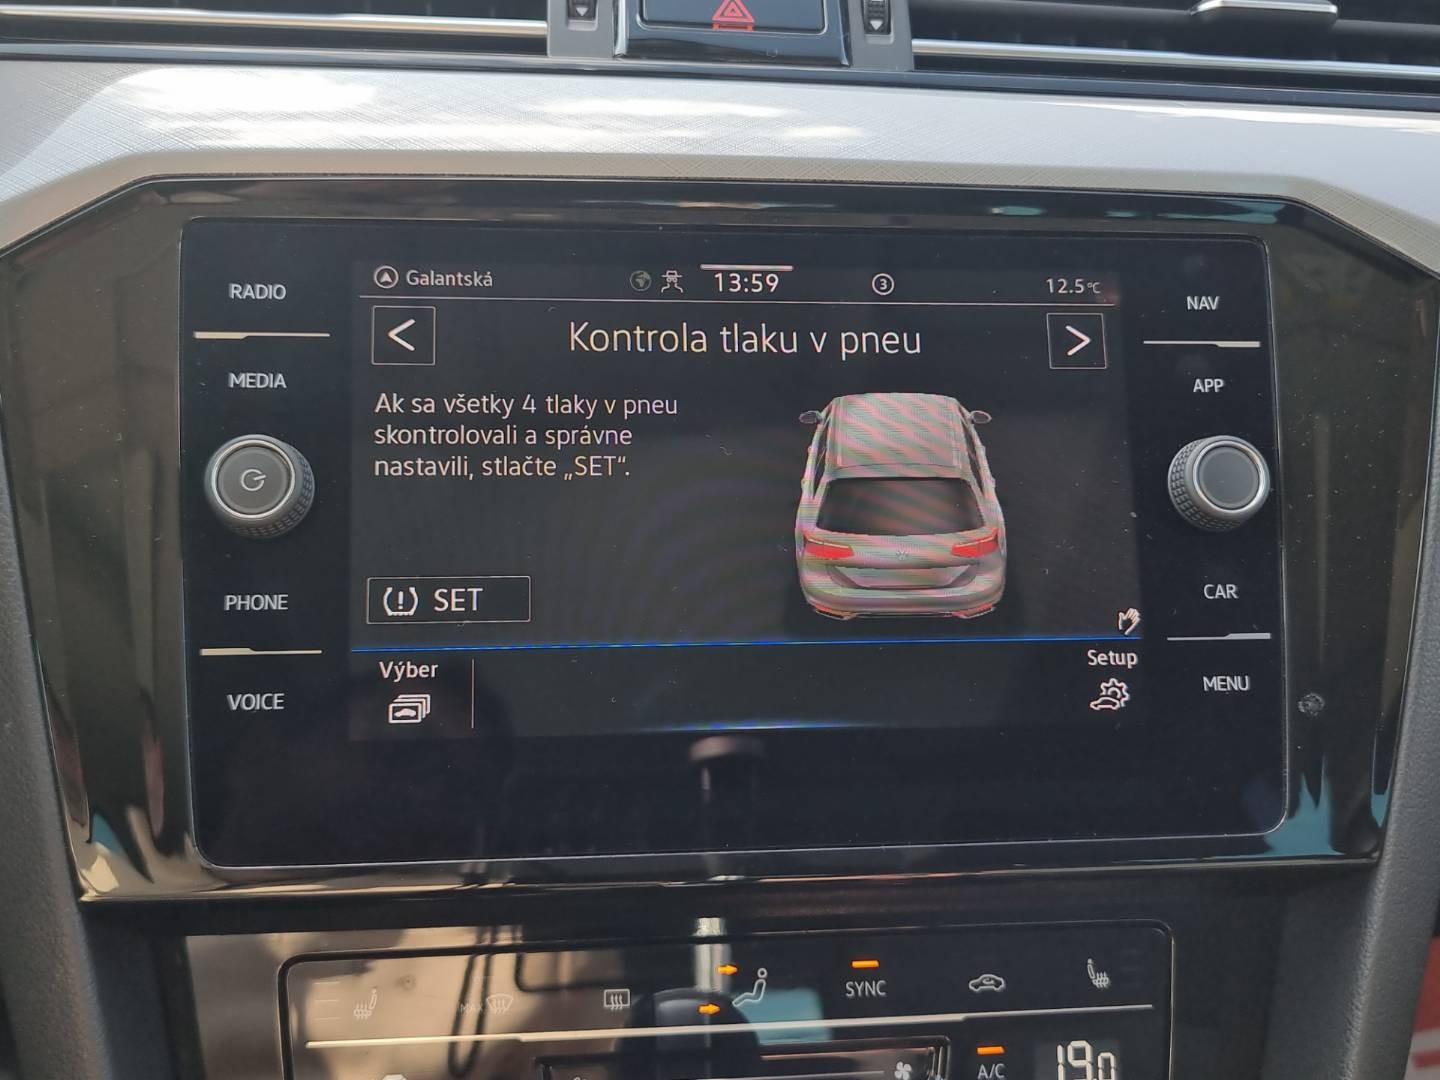 RADIO
MEDIA
PHONE
VOICE
Galantská
13:59
3
12.5°C
Kontrola tlaku v pneu
Ak sa všetky 4 tlaky v pneu
skontrolovali a správne
nastavili, stlačte „SET“.
SET
Výber
Setup
NAV
APP
CAR
MENU
MAX
SYNC
A/C
19.0